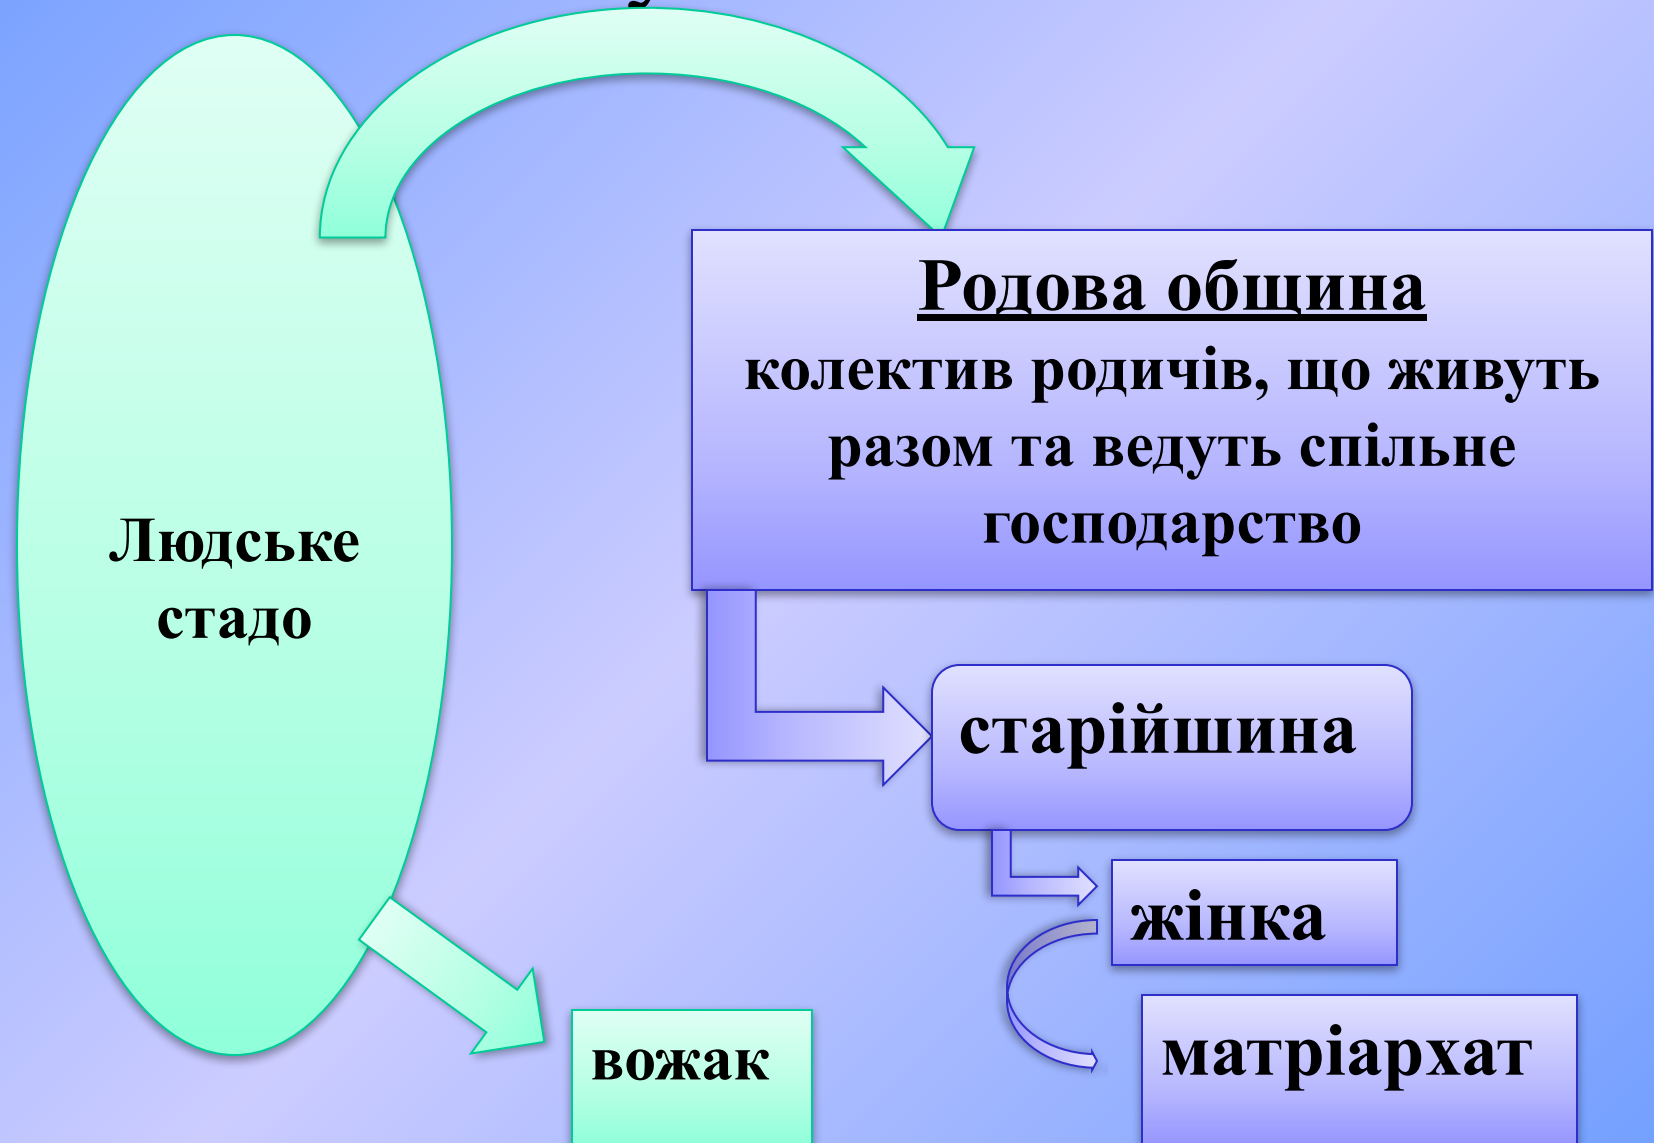 Людське
стадо
Родова община
колектив родичів, що живуть
разом та ведуть спільне
господарство
старійшина
жінка
матріархат
вожак